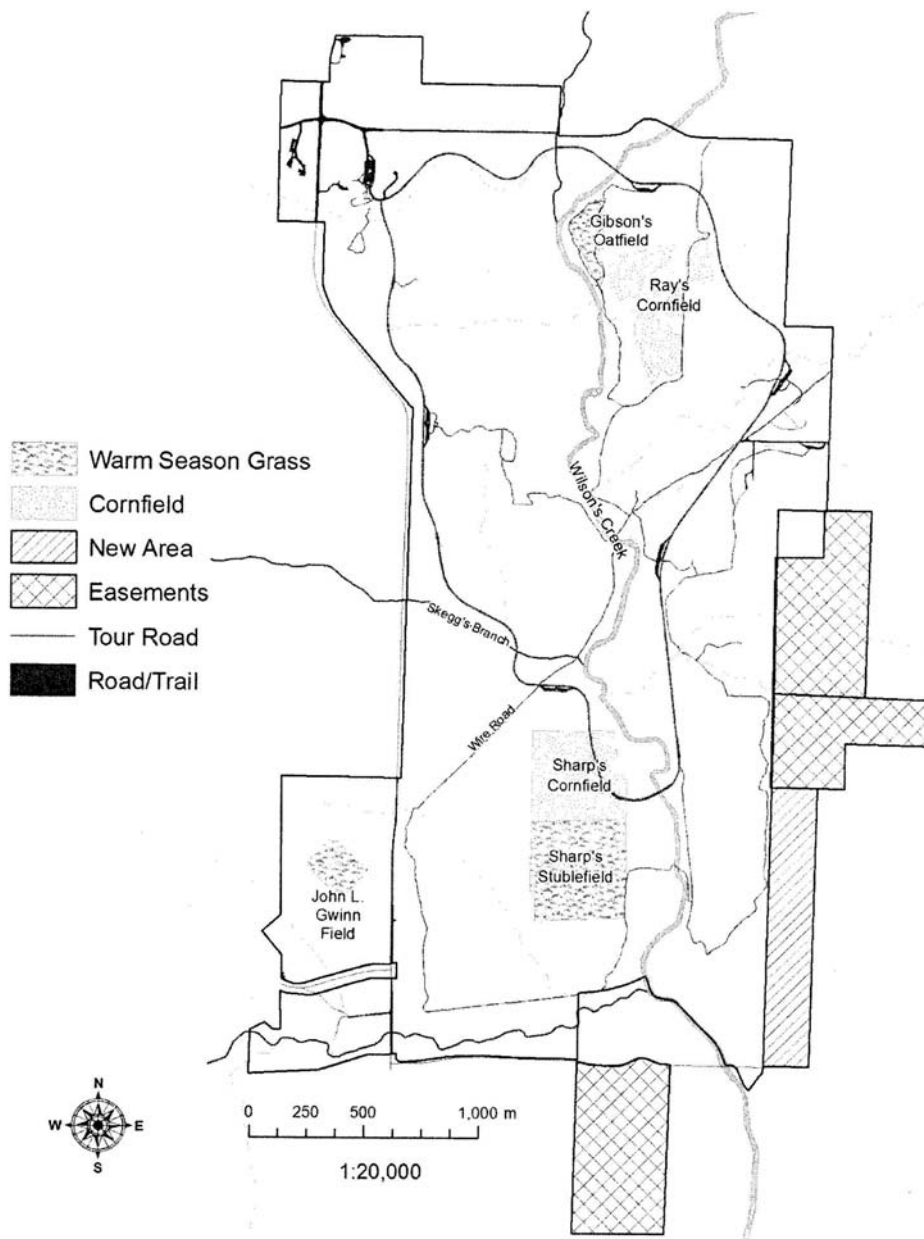 Gibson's
Oatfield
Ray's
Cornfield
Warm Season Grass
Cornfield
New Area
Easements
Tour Road
Road/Trail
Wilson's Creek
Skegg's Branch
Wire Road
Sharp's
Cornfield
Sharp's
Stublefield
John L.
Gwinn
Field
N
W E
S
0 250 500 1,000 m
1:20,000